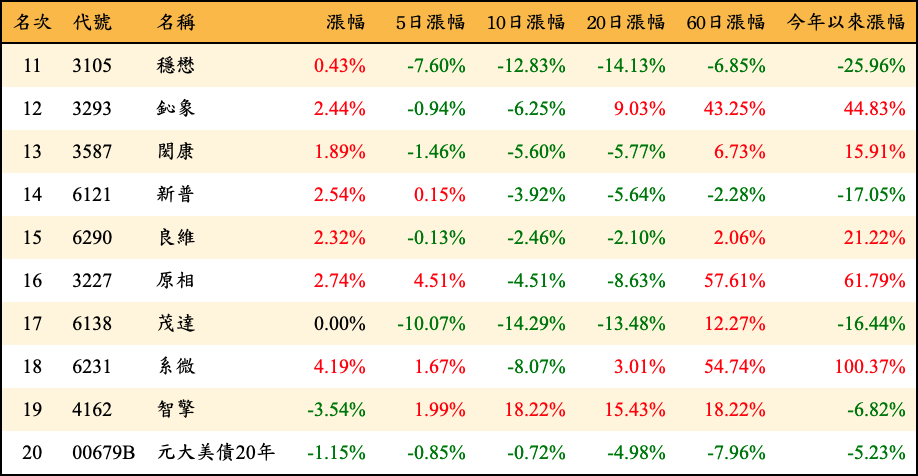 名次 代號 名稱 漲幅 5日漲幅 10日漲幅 20日漲幅 60日漲幅 今年以來漲幅
11 3105 穩懋 0.43% -7.60% -12.83% -14.13% -6.85% -25.96%
12 3293 鈊象 2.44% -0.94% -6.25% 9.03% 43.25% 44.83%
13 3587 閎康 1.89% -1.46% -5.60% -5.77% 6.73% 15.91%
14 6121 新普 2.54% 0.15% -3.92% -5.64% -2.28% -17.05%
15 6290 良維 2.32% -0.13% -2.46% -2.10% 2.06% 21.22%
16 3227 原相 2.74% 4.51% -4.51% -8.63% 57.61% 61.79%
17 6138 茂達 0.00% -10.07% -14.29% -13.48% 12.27% -16.44%
18 6231 系微 4.19% 1.67% -8.07% 3.01% 54.74% 100.37%
19 4162 智擎 -3.54% 1.99% 18.22% 15.43% 18.22% -6.82%
20 00679B 元大美債20年 -1.15% -0.85% -0.72% -4.98% -7.96% -5.23%